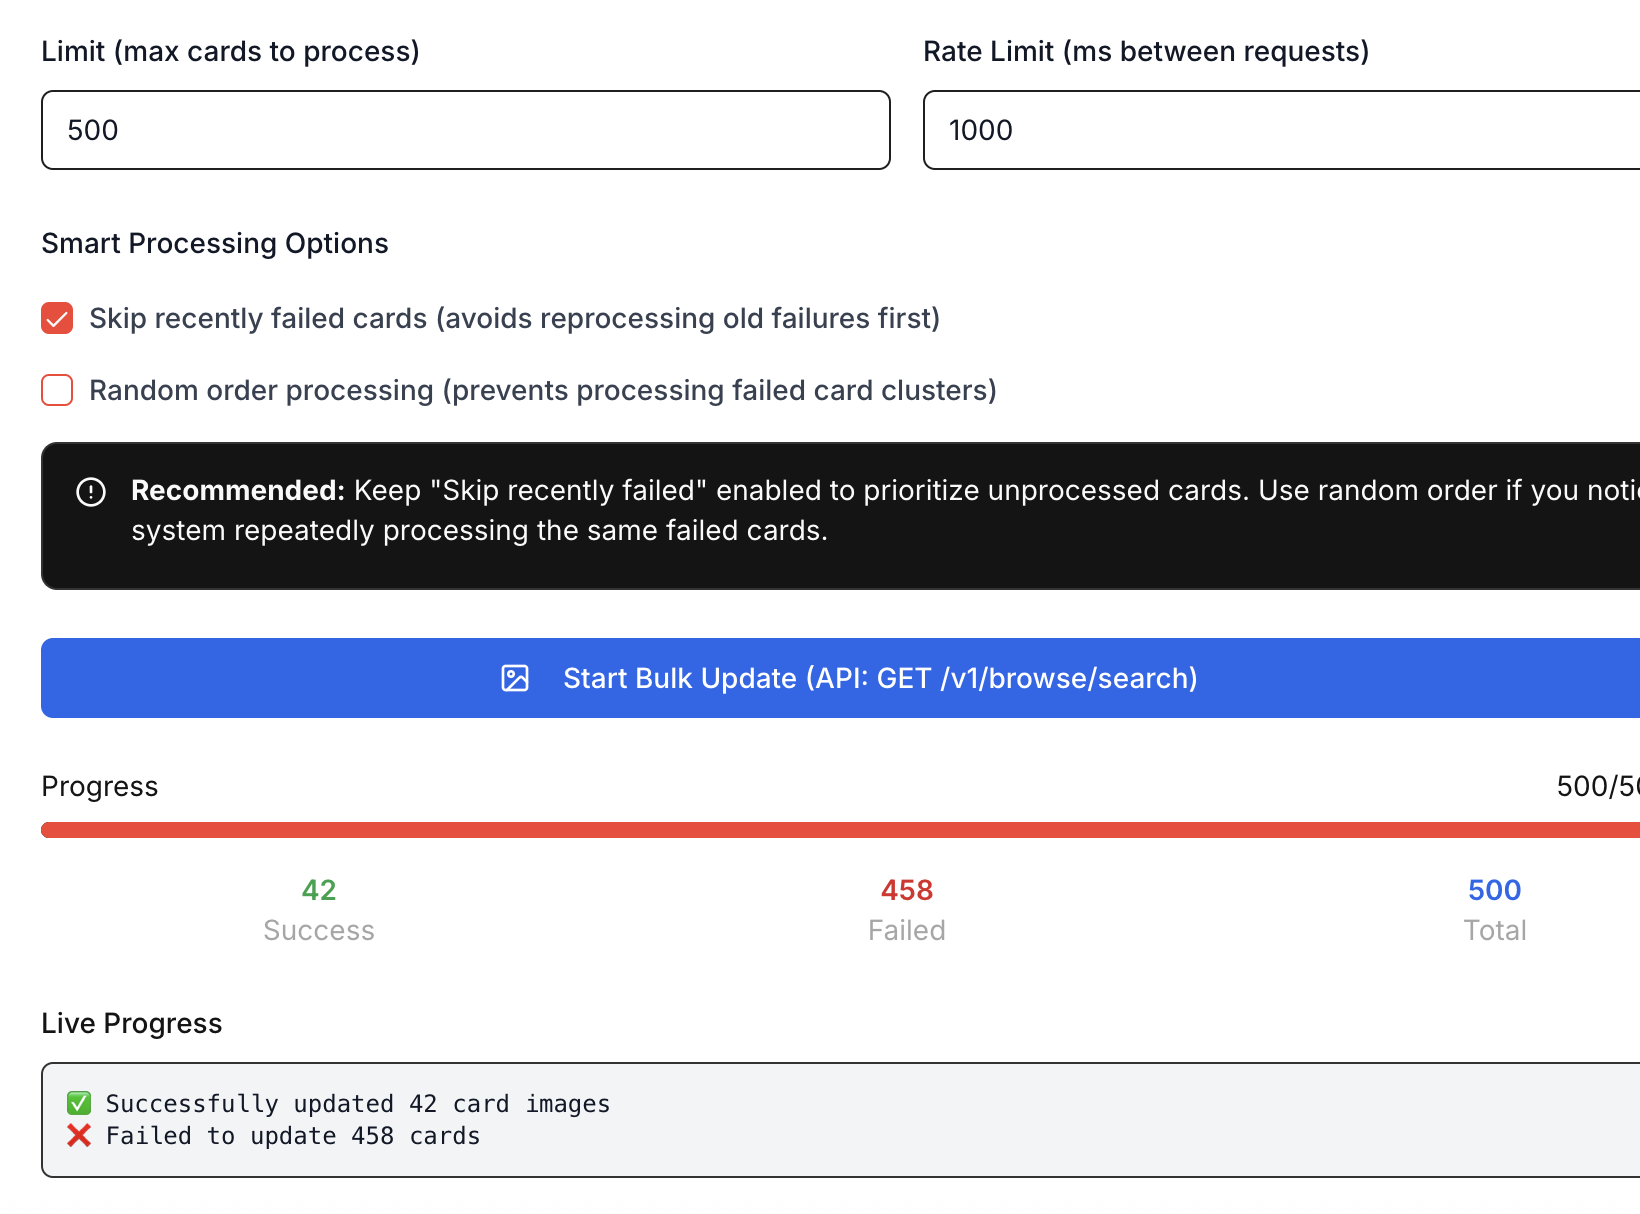 Limit (max cards to process)
Rate Limit (ms between requests)
500
1000
Smart Processing Options
Skip recently failed cards (avoids reprocessing old failures first)
Random order processing (prevents processing failed card clusters)
Recommended: Keep "Skip recently failed" enabled to prioritize unprocessed cards. Use random order if you
system repeatedly processing the same failed cards.
Start Bulk Update (API: GET /v1/browse/search)
Progress
500/50
42
458
500
Success
Failed
Total
Live Progress
✅ Successfully updated 42 card images
❌ Failed to update 458 cards